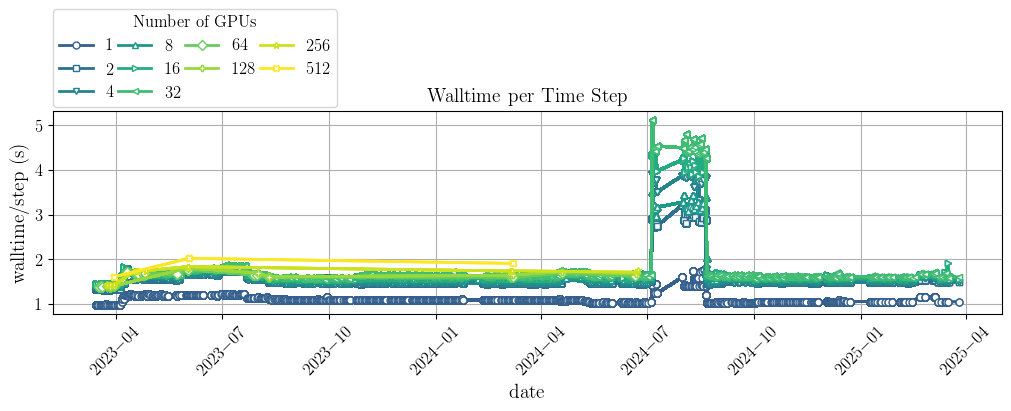 Number of GPUs
1 8 64 256
2 16 128 512
4 32
Walltime per Time Step
walltime/step (s)
5
4
3
2
1
2023−04 2023−07 2023−10 2024−01 2024−04 2024−07 2024−10 2025−01 2025−04
date